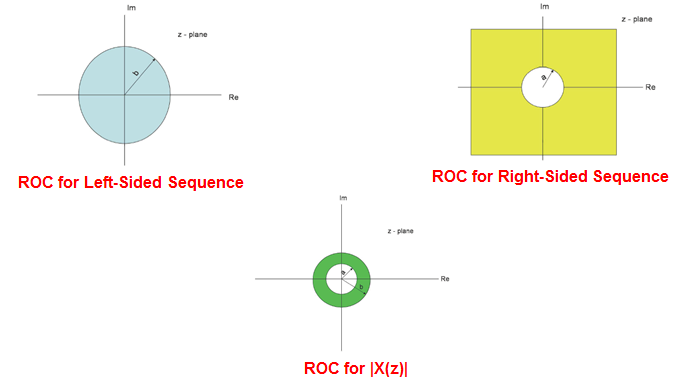 Im
z - plane
b
Re
ROC for Left-Sided Sequence
Im
z - plane
a
Re
ROC for Right-Sided Sequence
Im
z - plane
a
b
Re
ROC for |X(z)|